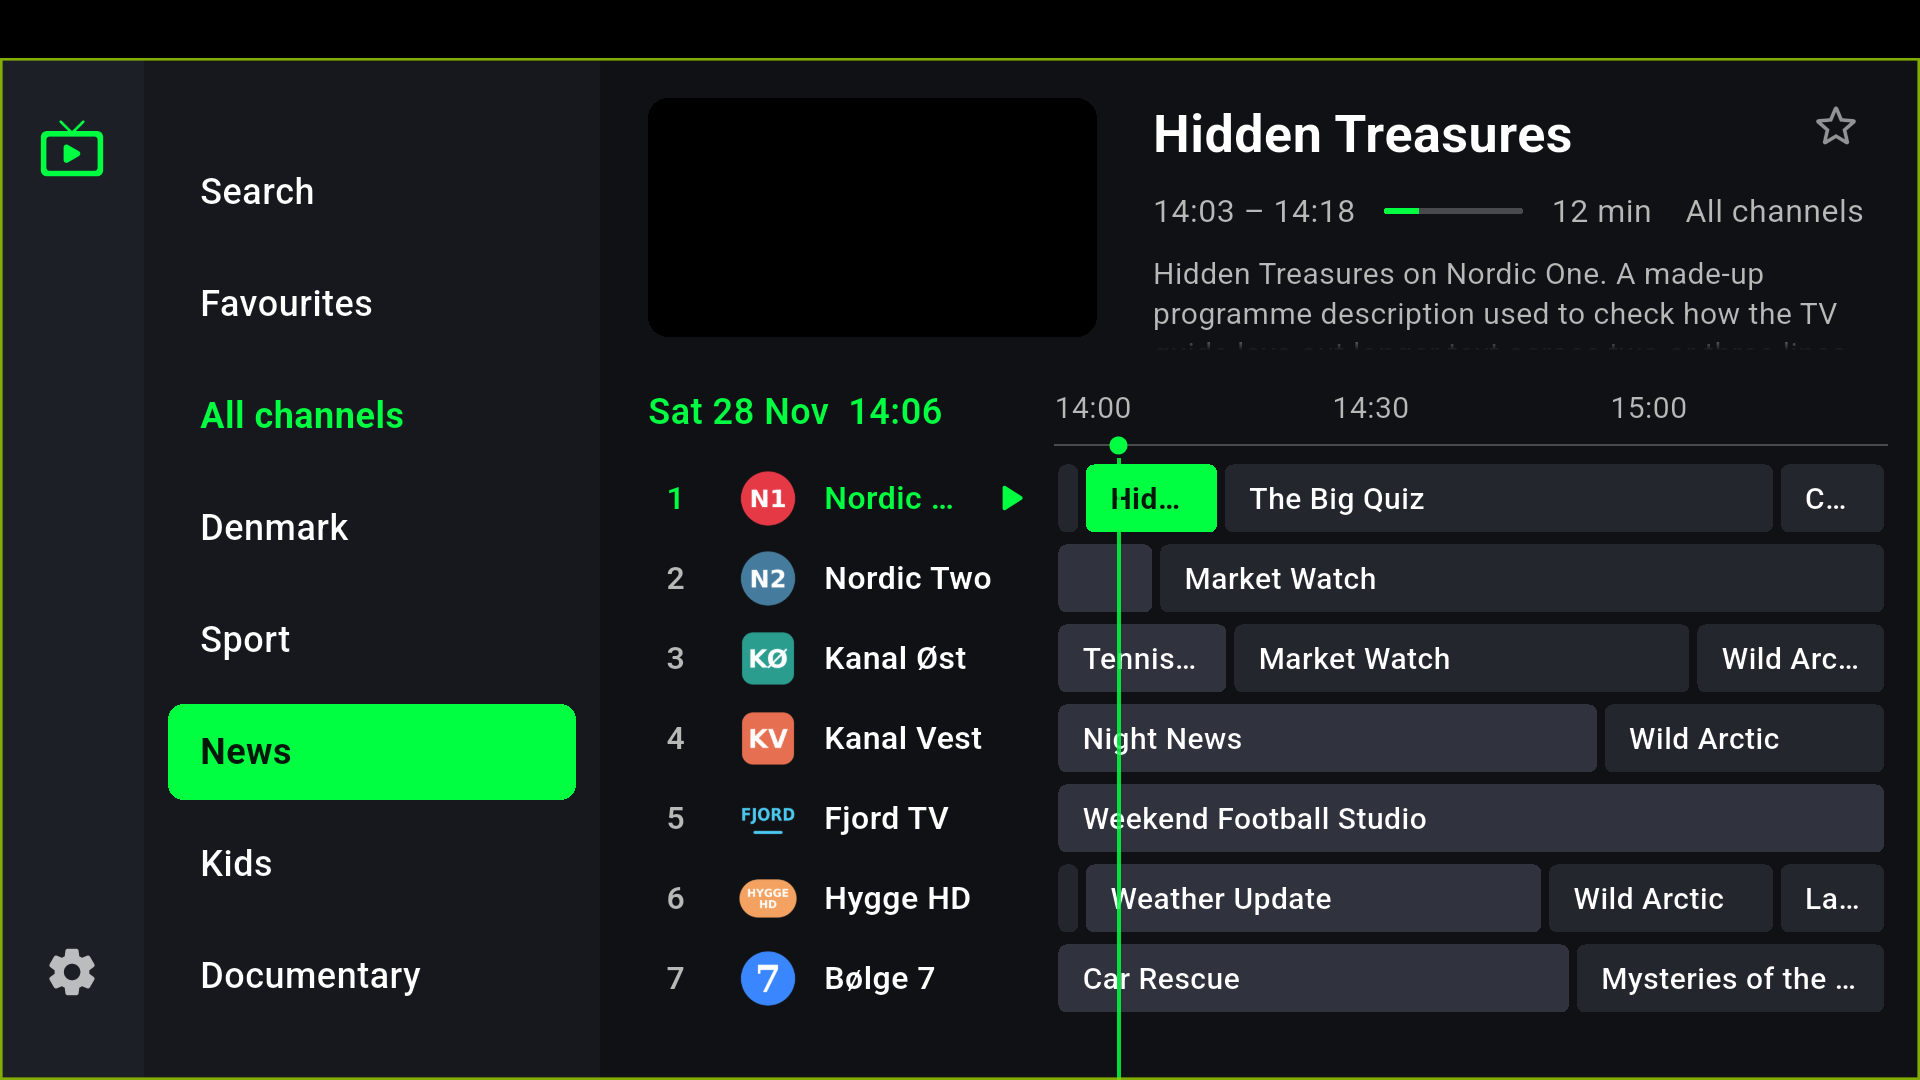 Search
Favourites
All channels
Denmark
Sport
News
Kids
Documentary
Hidden Treasures
14:03 – 14:18 12 min All channels
Hidden Treasures on Nordic One. A made-up
programme description used to check how the TV
Sat 28 Nov 14:06 14:00 14:30 15:00
1 N1 Nordic ... Hid... The Big Quiz C...
2 N2 Nordic Two Market Watch
3 KØ Kanal Øst Tennis... Market Watch Wild Arc...
4 KV Kanal Vest Night News Wild Arctic
5 FJORD Fjord TV Weekend Football Studio
6 HYGGE HD Hygge HD Weather Update Wild Arctic La...
7 7 Bølge 7 Car Rescue Mysteries of the ...